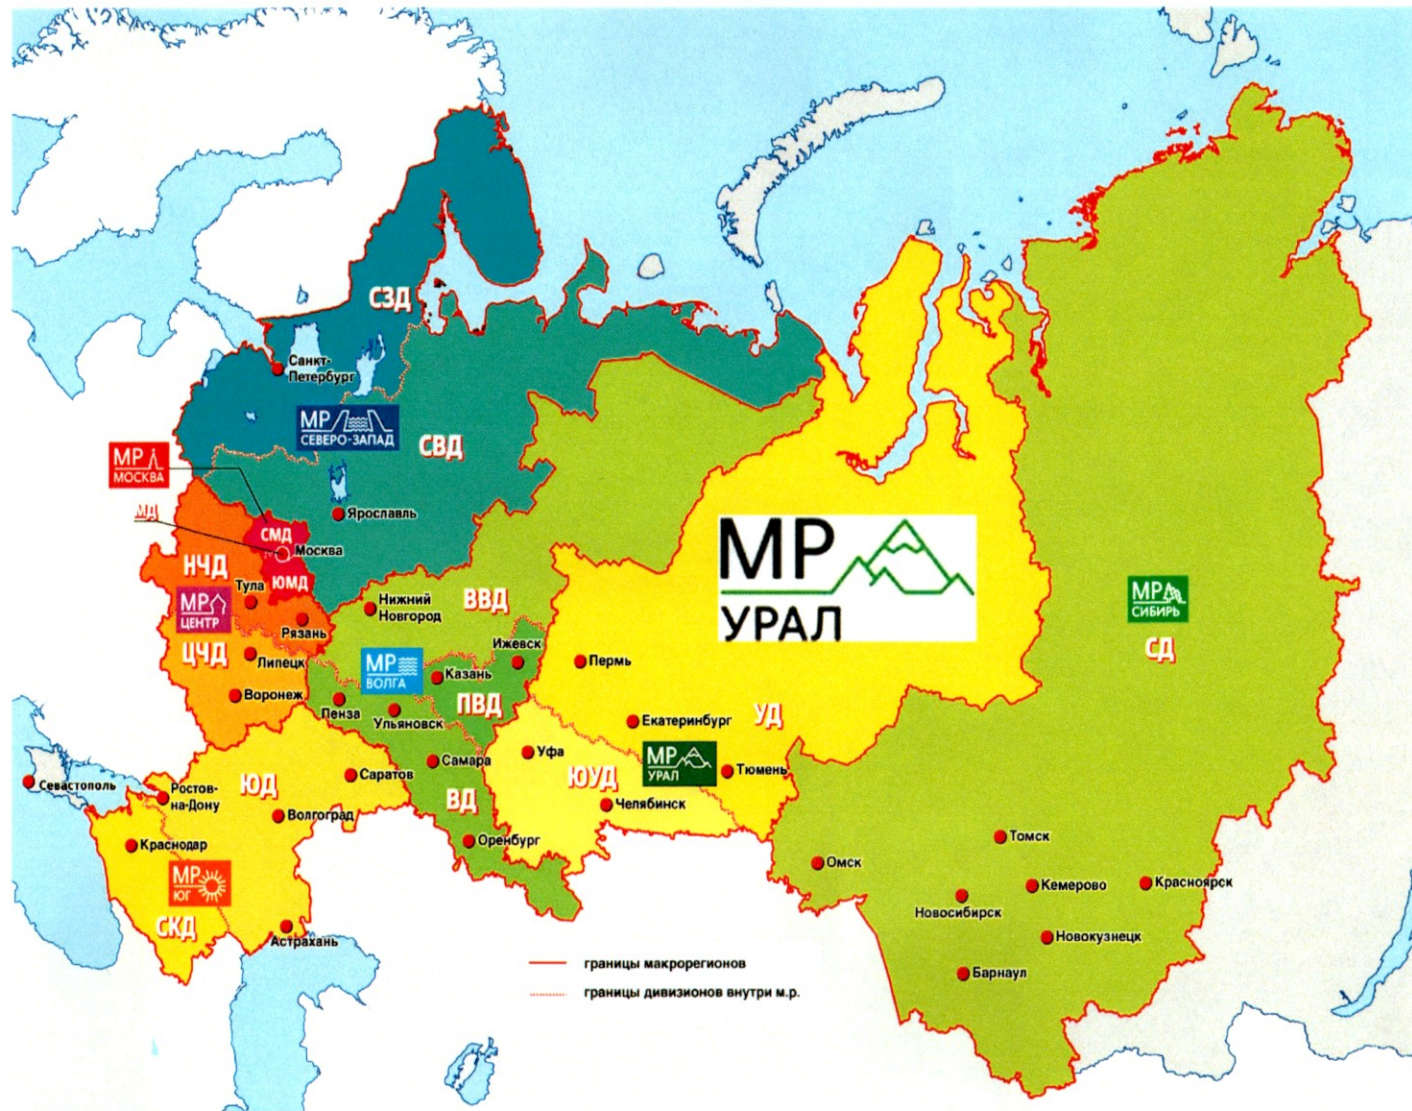 СЗД
Санкт-
Петербург
МР
СЕВЕРО-ЗАПАД
СВД
МР
МОСКВА
МД
Ярославль
СМД
Москва
НЧД
ЮМД
Тула
МР
ЦЕНТР
Рязань
ЦЧД
Липецк
Воронеж
Нижний
Новгород
ВВД
Ижевск
МР
ВОЛГА
Казань
ПВД
Пенза
Ульяновск
Самара
ВД
Оренбург
МР
УРАЛ
Пермь
Екатеринбург
УД
МР
УРАЛ
Тюмень
Уфа
ЮУД
Челябинск
МР
СИБИРЬ
СД
Томск
Омск
Кемерово
Красноярск
Новосибирск
Новокузнецк
Барнаул
Севастополь
Ростов-
на-Дону
ЮД
Саратов
Волгоград
Краснодар
МР
ЮГ
СКД
Астрахань
границы макрорегионов
границы дивизионов внутри м.р.